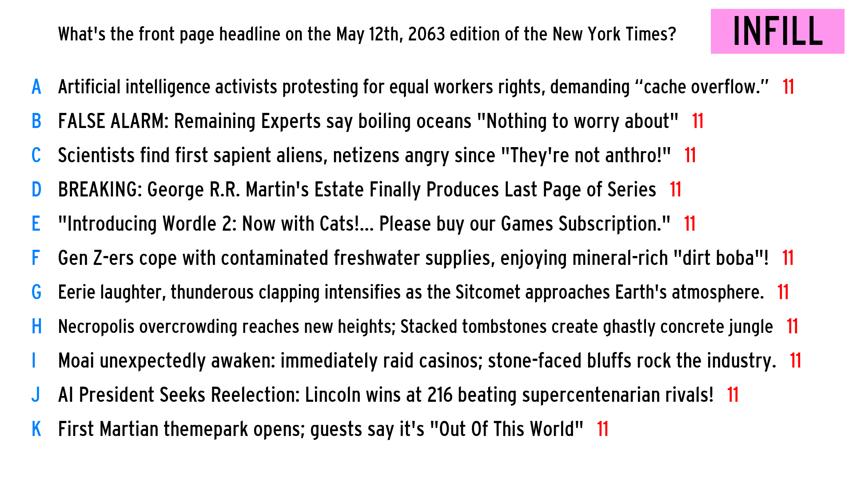 What's the front page headline on the May 12th, 2063 edition of the New York Times?
INFILL
A Artificial intelligence activists protesting for equal workers rights, demanding “cache overflow.” 11
B FALSE ALARM: Remaining Experts say boiling oceans "Nothing to worry about" 11
C Scientists find first sapient aliens, netizens angry since "They're not anthro!" 11
D BREAKING: George R.R. Martin's Estate Finally Produces Last Page of Series 11
E "Introducing Wordle 2: Now with Cats!... Please buy our Games Subscription." 11
F Gen Z-ers cope with contaminated freshwater supplies, enjoying mineral-rich "dirt boba"! 11
G Eerie laughter, thunderous clapping intensifies as the Sitcomet approaches Earth's atmosphere. 11
H Necropolis overcrowding reaches new heights; Stacked tombstones create ghastly concrete jungle 11
I Moai unexpectedly awaken: immediately raid casinos; stone-faced bluffs rock the industry. 11
J AI President Seeks Reelection: Lincoln wins at 216 beating supercentenarian rivals! 11
K First Martian themepark opens; guests say it's "Out Of This World" 11